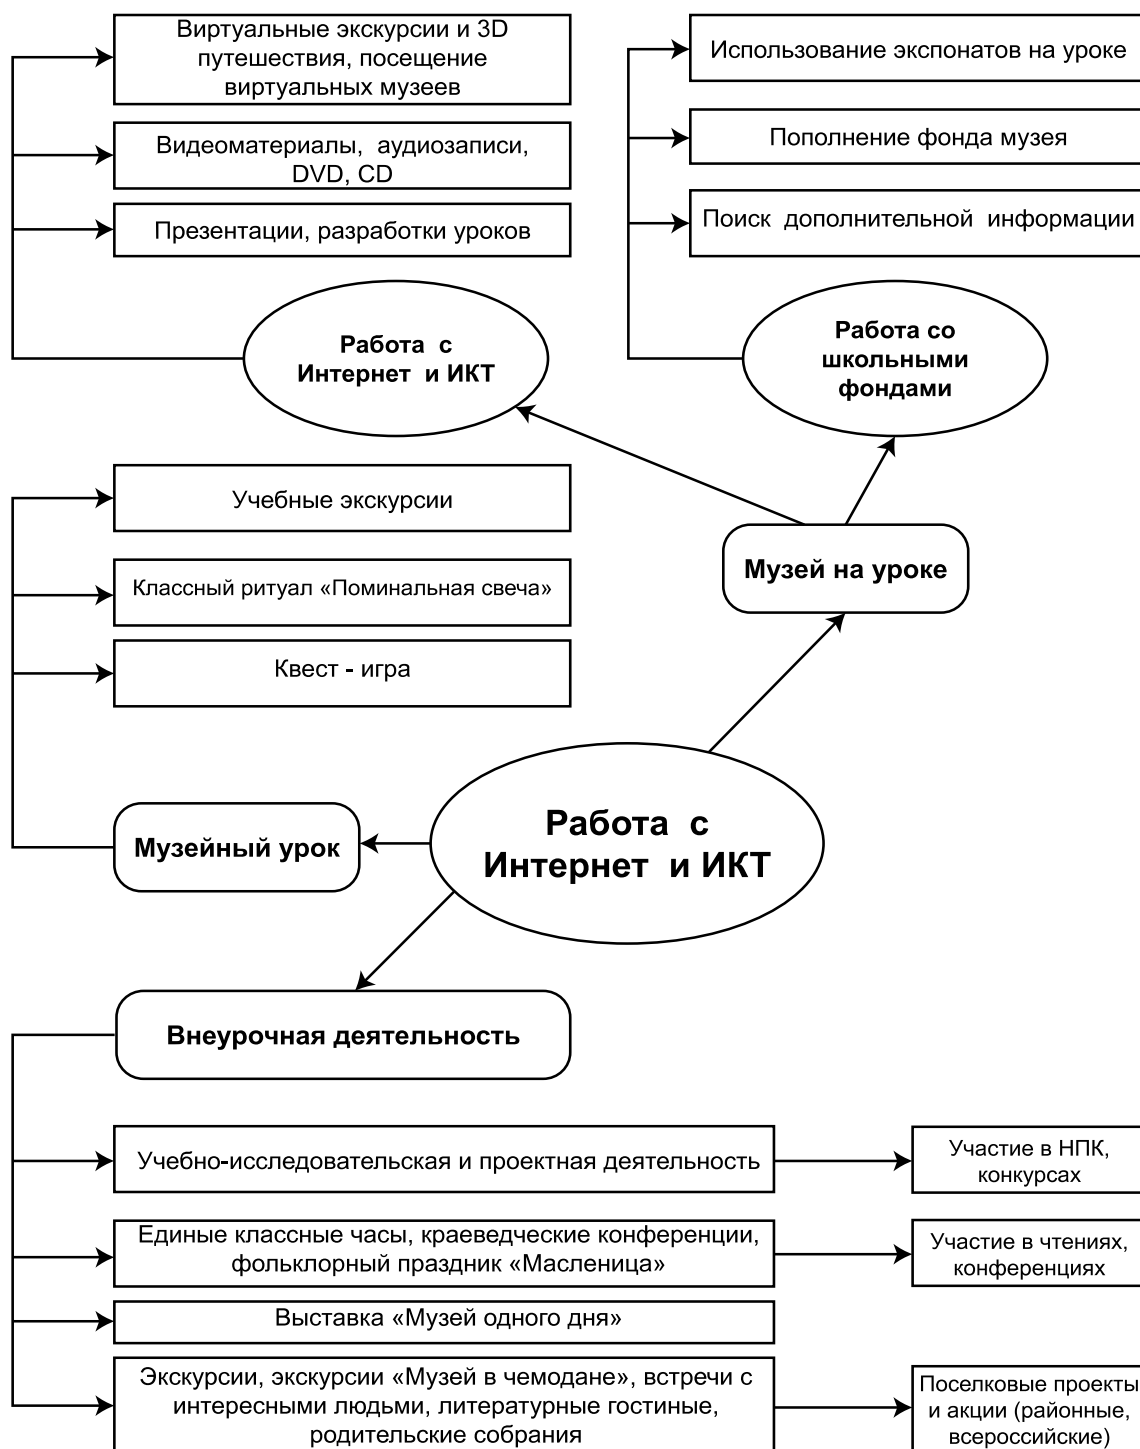 Виртуальные экскурсии и 3D
путешествия, посещение
виртуальных музеев
Видеоматериалы, аудиозаписи,
DVD, CD
Презентации, разработки уроков
Использование экспонатов на уроке
Пополнение фонда музея
Поиск дополнительной информации
Работа с
Интернет и ИКТ
Работа со
школьными
фондами
Учебные экскурсии
Классный ритуал «Поминальная свеча»
Квест - игра
Музей на уроке
Работа с
Интернет и ИКТ
Музейный урок
Внеурочная деятельность
Учебно-исследовательская и проектная деятельность
Участие в НПК,
конкурсах
Единые классные часы, краеведческие конференции,
фольклорный праздник «Масленица»
Участие в чтениях,
конференциях
Выставка «Музей одного дня»
Экскурсии, экскурсии «Музей в чемодане», встречи с
интересными людьми, литературные гостиные,
родительские собрания
Поселковые проекты
и акции (районные,
всероссийские)